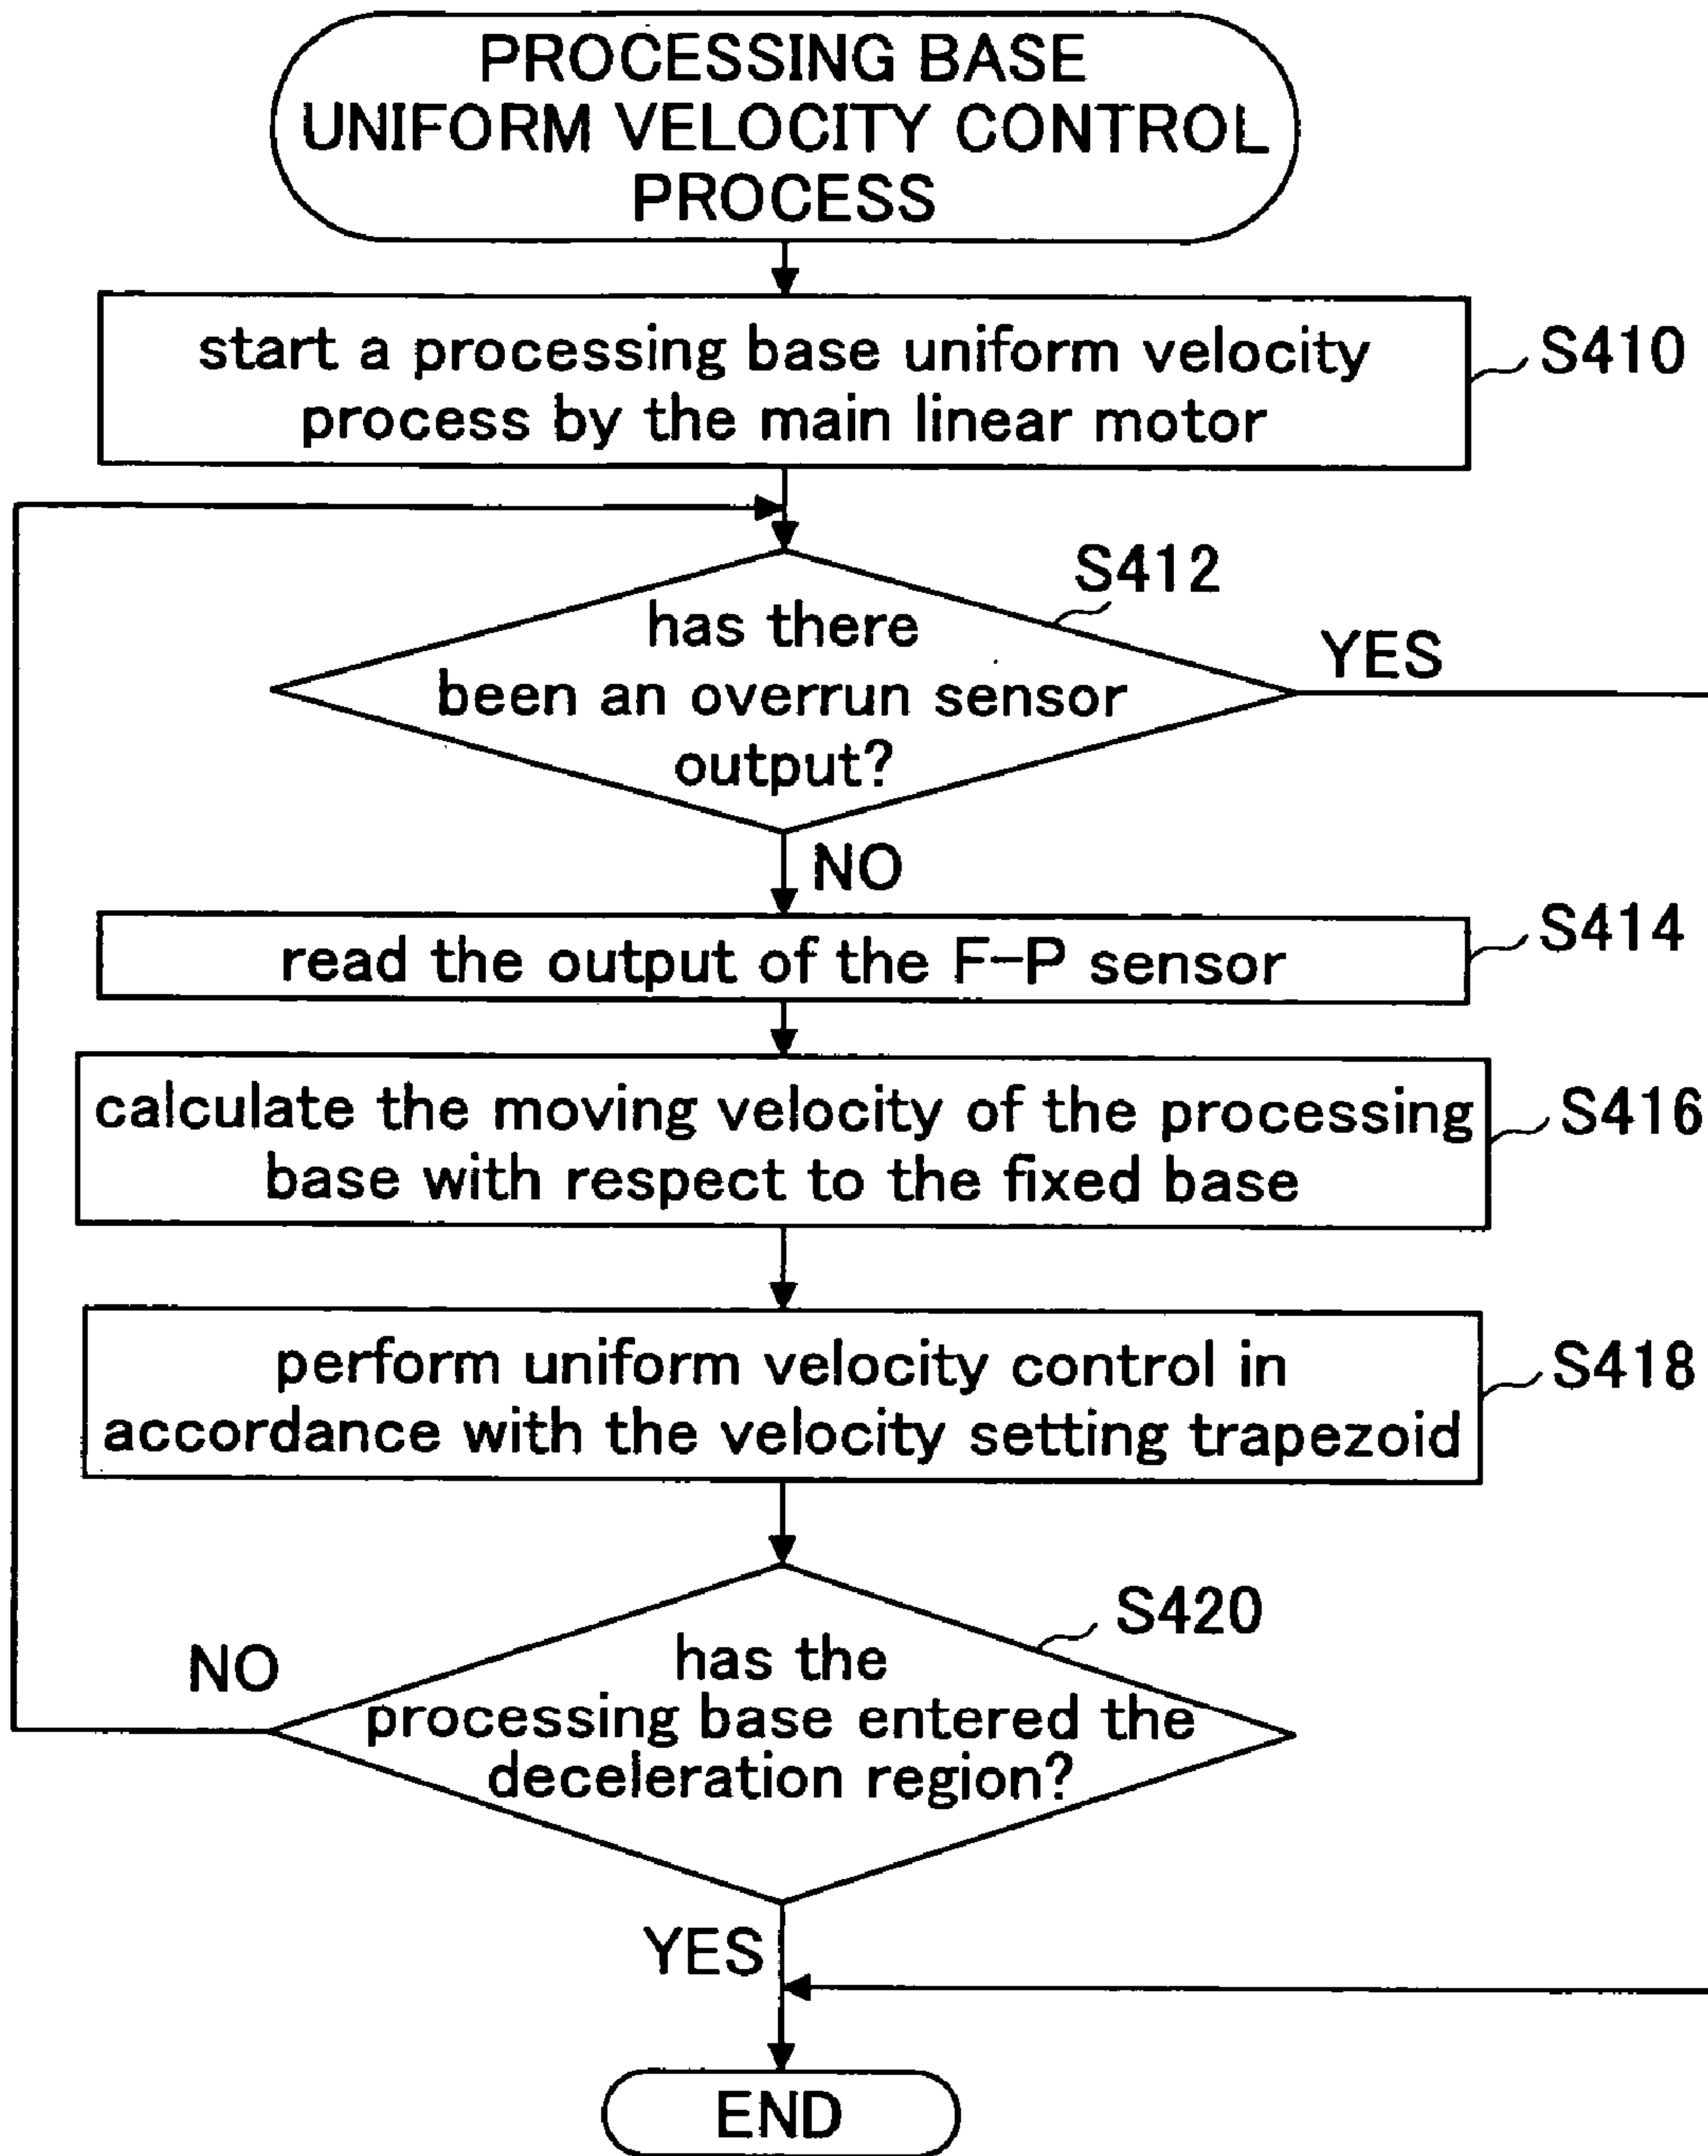 PROCESSING BASE
UNIFORM VELOCITY CONTROL
PROCESS
start a processing base uniform velocity
process by the main linear motor
S410
S412
has there
been an overrun sensor
output?
YES
NO
read the output of the F-P sensor
S414
calculate the moving velocity of the processing
base with respect to the fixed base
S416
perform uniform velocity control in
accordance with the velocity setting trapezoid
S418
S420
has the
processing base entered the
deceleration region?
NO
YES
END